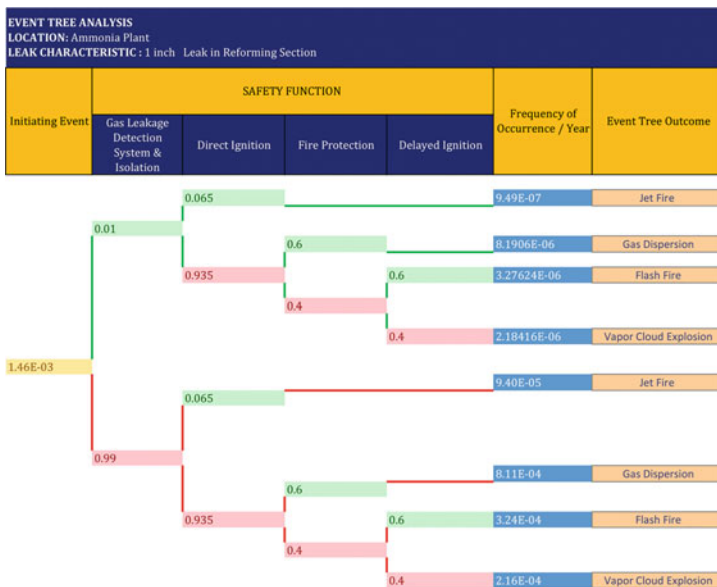 EVENT TREE ANALYSIS
LOCATION: Ammonia Plant
LEAK CHARACTERISTIC : 1 inch Leak in Reforming Section
Initiating Event
SAFETY FUNCTION
Frequency of
Occurrence / Year
Event Tree Outcome
Gas Leakage
Detection
System &
Isolation
Direct Ignition
Fire Protection
Delayed Ignition
0.065
9.49E-07
Jet Fire
0.01
0.6
8.1906E-06
Gas Dispersion
0.935
0.6
3.27624E-06
Flash Fire
0.4
0.4
2.18416E-06
Vapor Cloud Explosion
1.46E-03
0.065
9.40E-05
Jet Fire
0.99
0.6
8.11E-04
Gas Dispersion
0.935
0.6
3.24E-04
Flash Fire
0.4
0.4
2.16E-04
Vapor Cloud Explosion